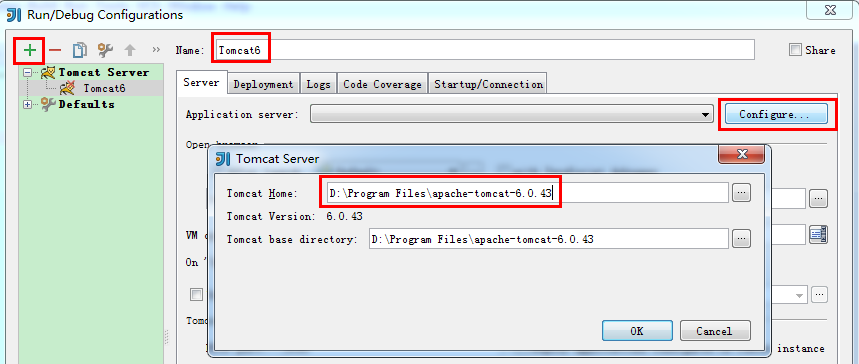 Run/Debug Configurations
Name: Tomcat6
Share
Tomcat Server
Tomcat6
Defaults
Server Deployment Logs Code Coverage Startup/Connection
Application server: Configure...
Open
Tomcat Server
Tomcat Home: D:\Program Files\apache-tomcat-6.0.43
Tomcat Version: 6.0.43
Tomcat base directory: D:\Program Files\apache-tomcat-6.0.43
VM
On '
OK Cancel
instance